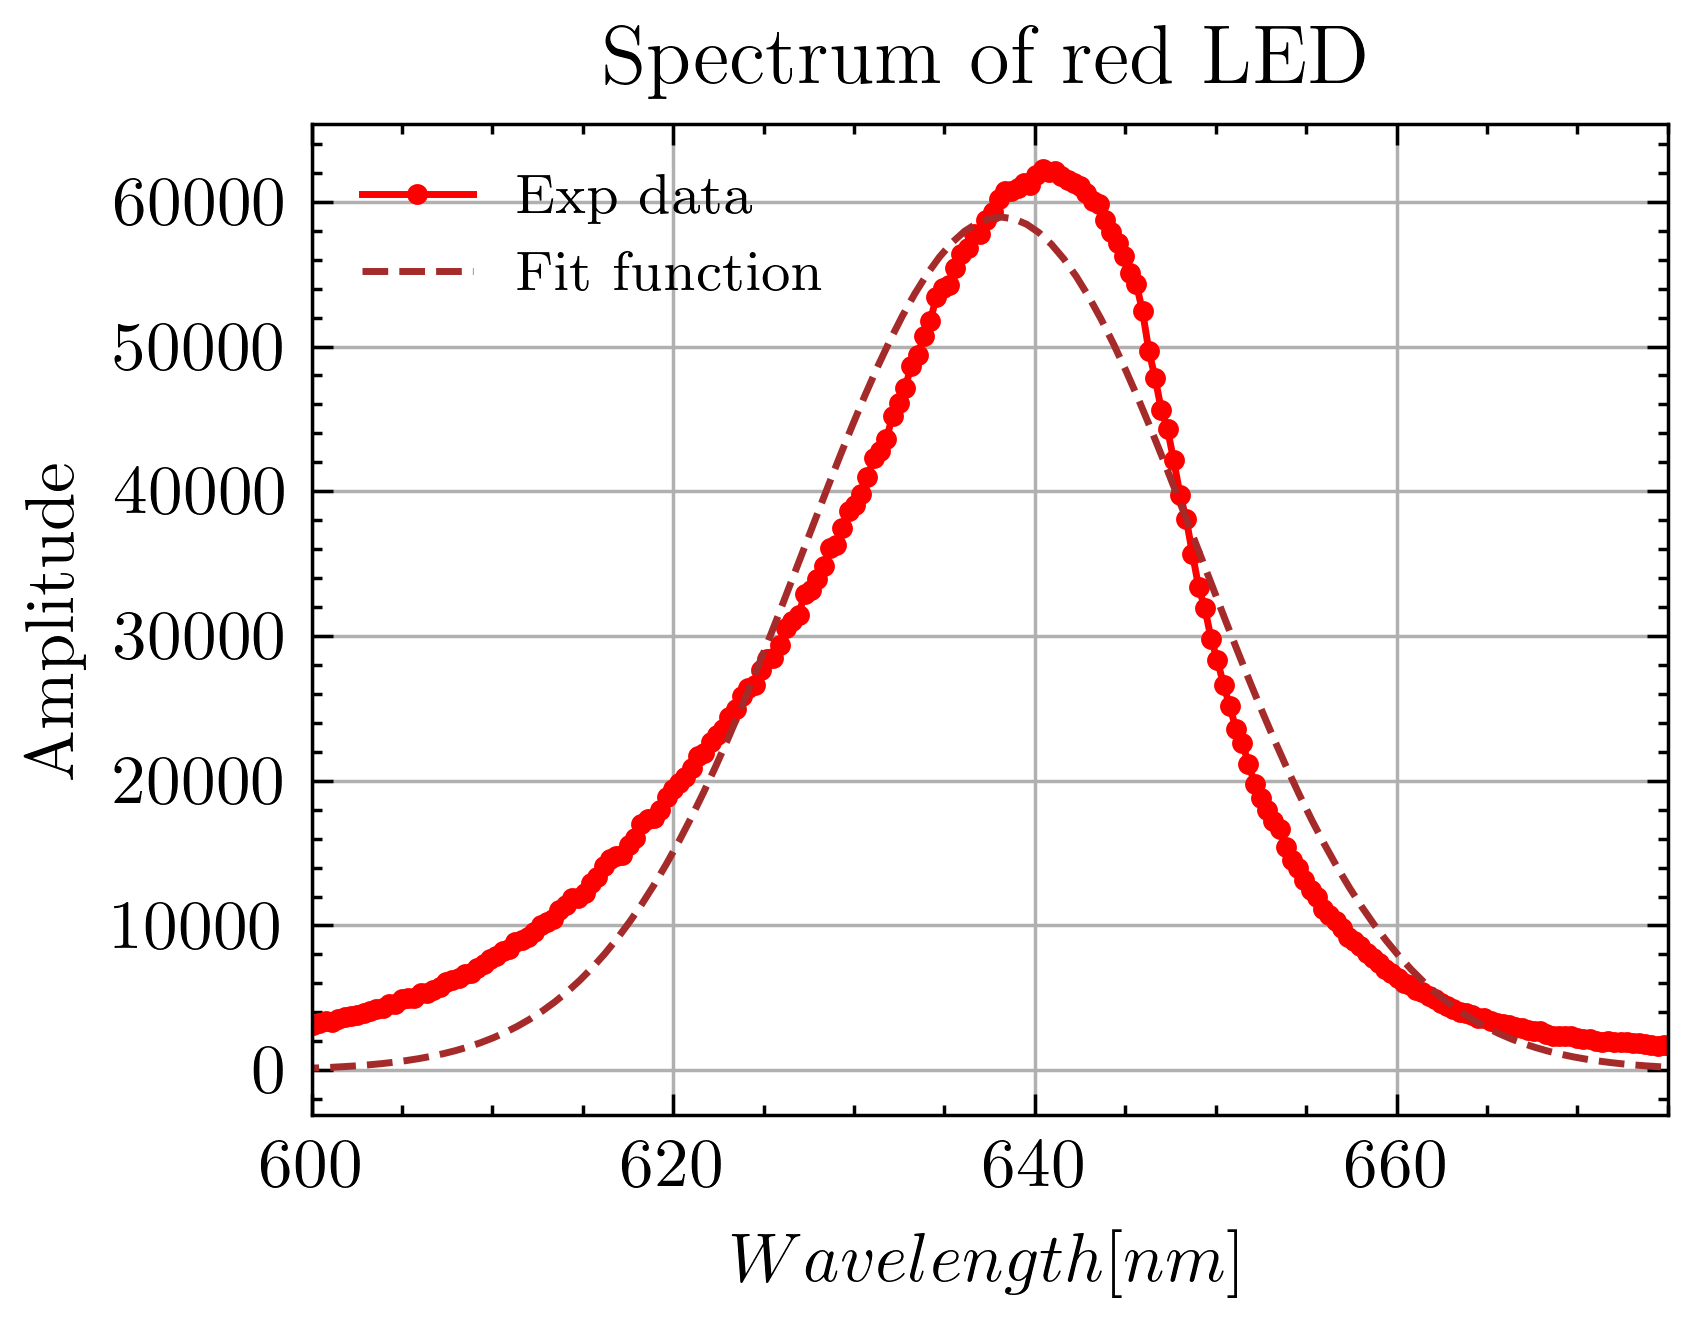 Spectrum of red LED
Exp data
Fit function
60000
50000
40000
30000
20000
10000
0
Amplitude
600 620 640 660
Wavelength[nm]